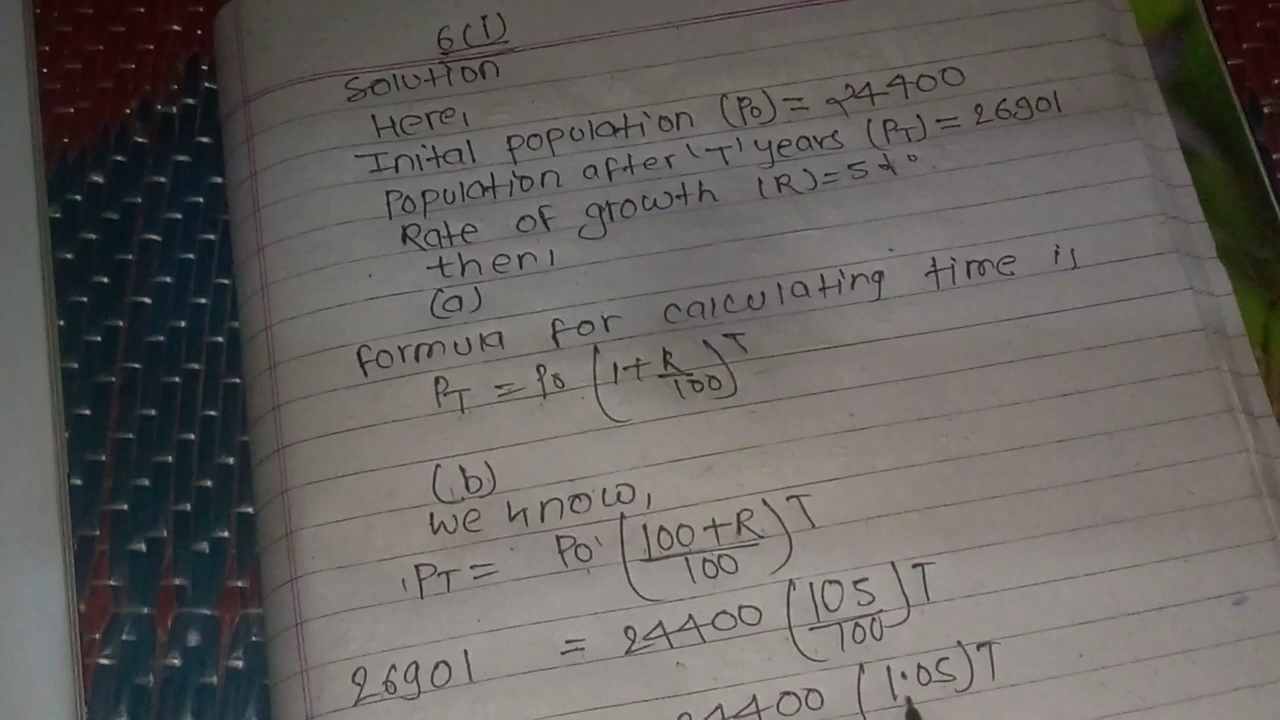 6(I)
Solution
Here,
Inital population (P0) = 24400
Population after 'T' years (PT) = 26901
Rate of growth (R) = 5%
then,
(a)
formula for calculating time is
PT = P0 (1+R/100)^T
(b)
we know,
PT = P0 (100+R/100)^T
26901 = 24400 (105/100)^T
24400 (1.05)^T